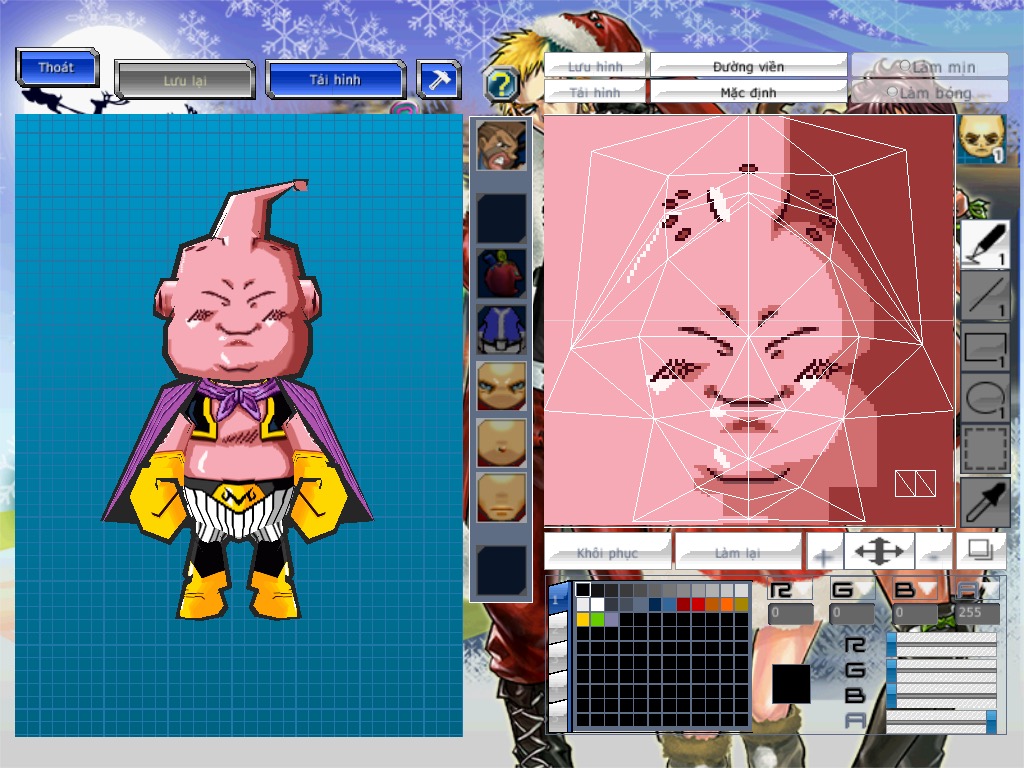 Thoát
Lưu lại
Tải hình
?
Lưu hình
Đường viền
Làm mịn
Tải hình
Mặc định
Làm bóng
1
1
1
1
1
Khôi phục
Làm lại
+
-
1
R
G
B
A
0
0
0
255
R
G
B
A